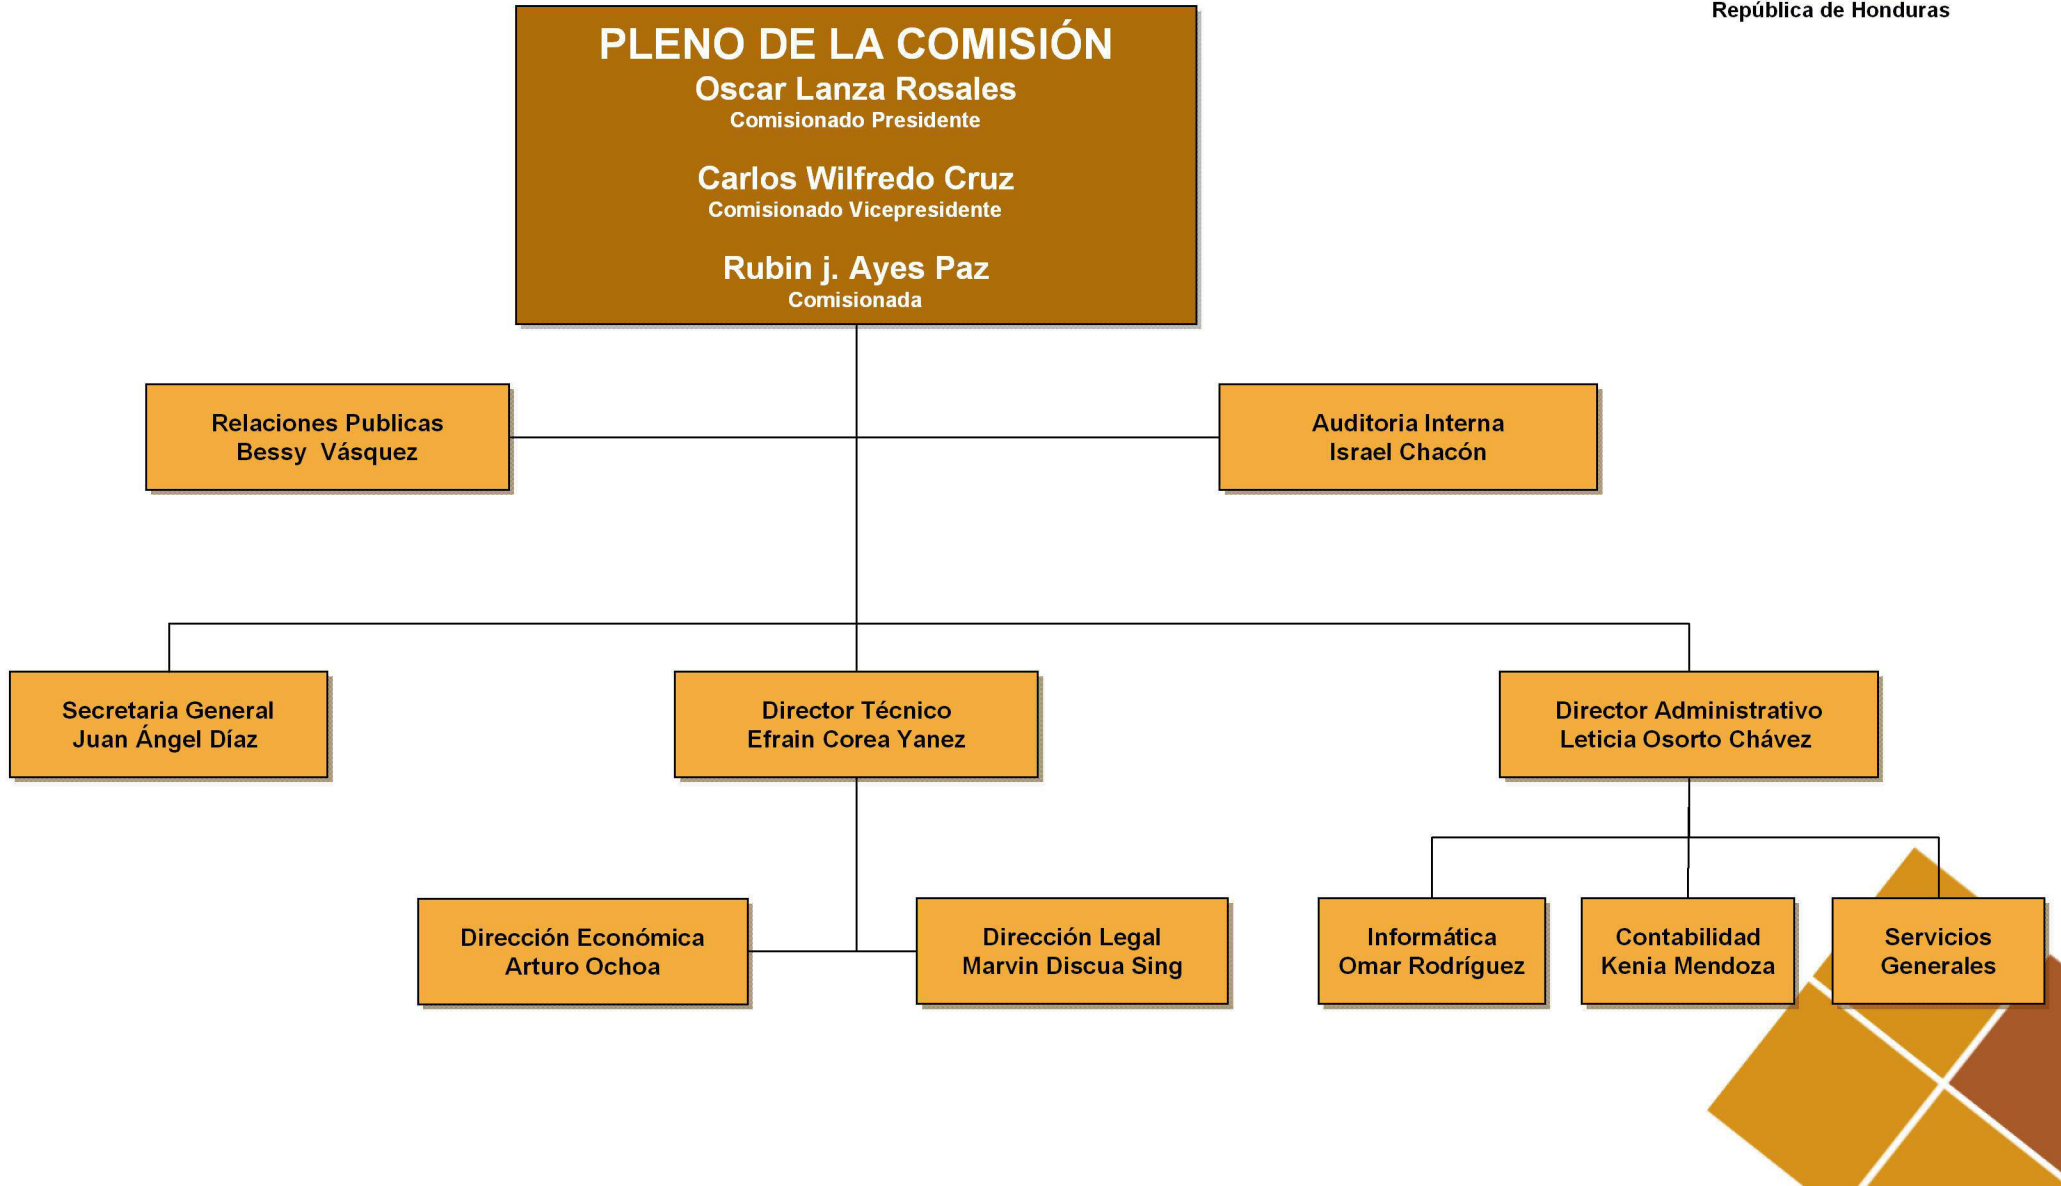 República de Honduras
PLENO DE LA COMISIÓN
Oscar Lanza Rosales
Comisionado Presidente
Carlos Wilfredo Cruz
Comisionado Vicepresidente
Rubin j. Ayes Paz
Comisionada
Relaciones Publicas
Bessy Vásquez
Auditoria Interna
Israel Chacón
Secretaria General
Juan Ángel Díaz
Director Técnico
Efrain Corea Yanez
Director Administrativo
Leticia Osorto Chávez
Dirección Económica
Arturo Ochoa
Dirección Legal
Marvin Discua Sing
Informática
Omar Rodríguez
Contabilidad
Kenia Mendoza
Servicios
Generales